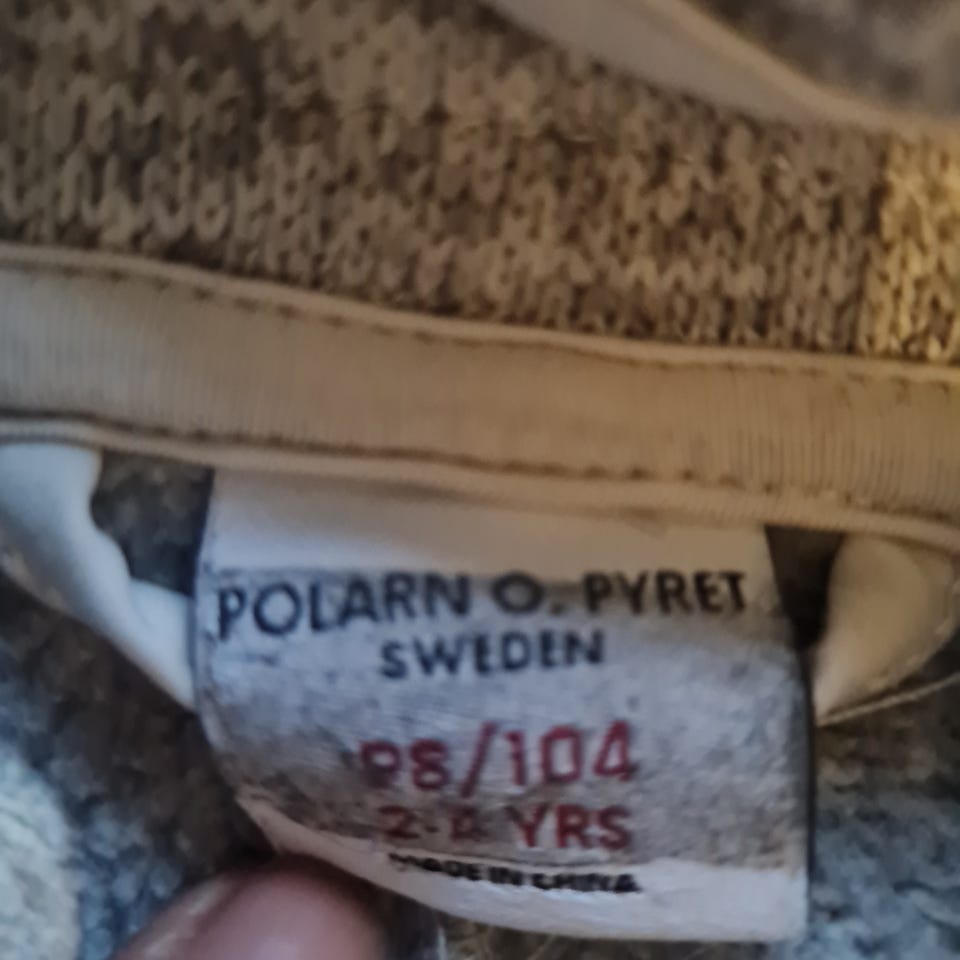 POLARN O. PYRET
SWEDEN
98/104
2-4 YRS
MADE IN CHINA